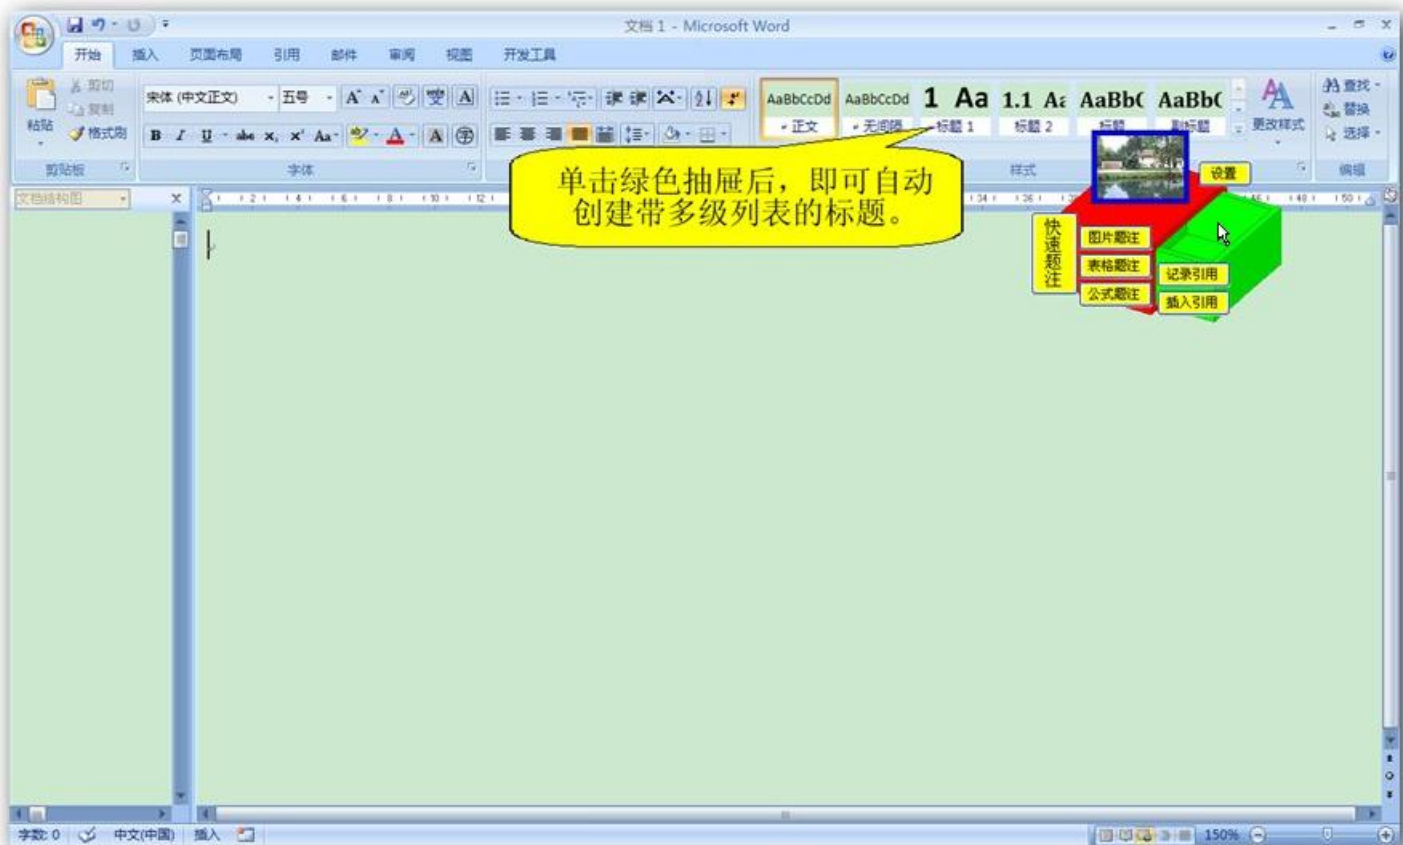 文档 1 - Microsoft Word
开始 插入 页面布局 引用 邮件 审阅 视图 开发工具
剪切
复制
格式刷
粘贴
剪贴板
宋体 (中文正文) 五号
B I U abc x₂ x² Aa A A
字体
AaBbCcDd AaBbCcDd 1 Aa 1.1 Aa AaBb( AaBb(
正文 无间隔 标题 1 标题 2 标题 副标题
样式
更改样式
查找
替换
选择
编辑
文档结构图
单击绿色抽屉后，即可自动
创建带多级列表的标题。
设置
快速题注
图片题注
表格题注
公式题注
记录引用
插入引用
字数: 0 中文(中国) 插入 150%